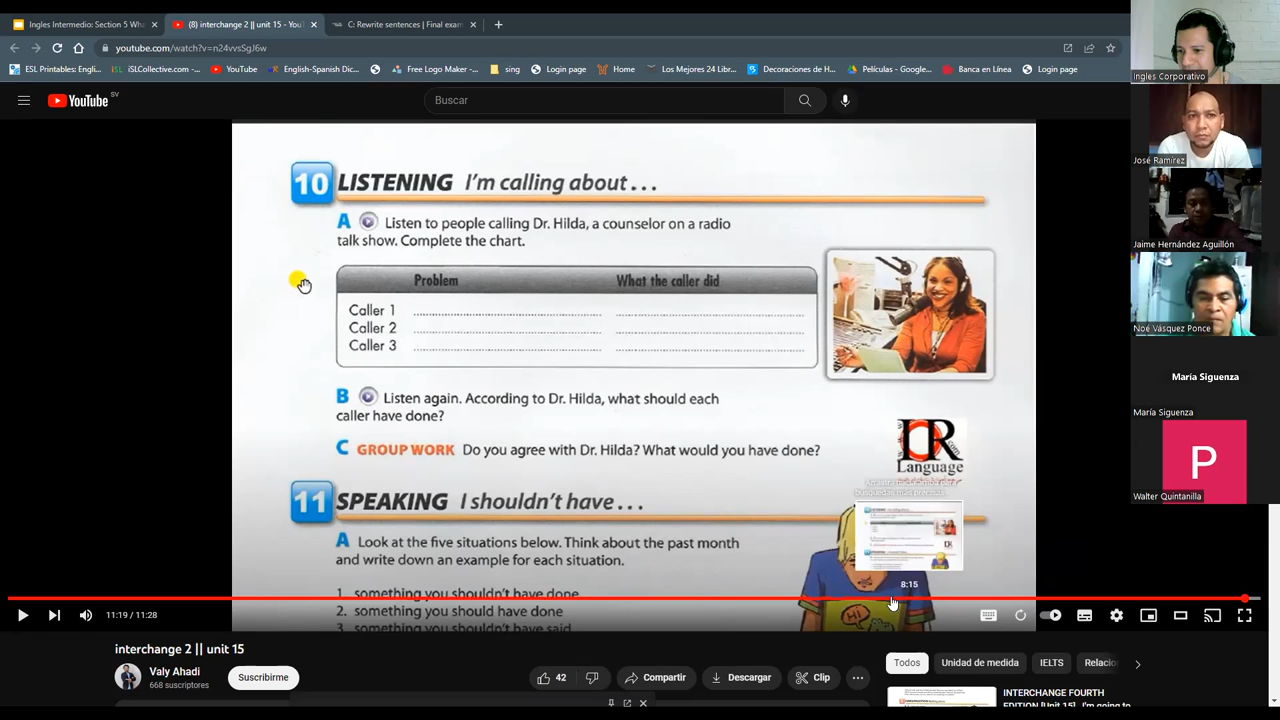 Ingles Intermedio: Section 5 Wha
(8) interchange 2 || unit 15 - YouT
C: Rewrite sentences | Final exam
youtube.com/watch?v=n24vvsSgJ6w
ESL Printables: Engli...
iSLCollective.com -...
YouTube
English-Spanish Dic...
Free Logo Maker -...
sing
Login page
Home
Los Mejores 24 Libr...
Decoraciones de H...
Películas - Google...
Banca en Línea
Login page
YouTube SV
Buscar
10 LISTENING I'm calling about ...
A Listen to people calling Dr. Hilda, a counselor on a radio
talk show. Complete the chart.
Problem What the caller did
Caller 1
Caller 2
Caller 3
B Listen again. According to Dr. Hilda, what should each
caller have done?
C GROUP WORK Do you agree with Dr. Hilda? What would you have done?
Language
11 SPEAKING I shouldn't have ...
A Look at the five situations below. Think about the past month
and write down an example for each situation.
1. something you shouldn't have done
2. something you should have done
3. something you shouldn't have said
8:15
11:19 / 11:28
interchange 2 || unit 15
Valy Ahadi
668 suscriptores
Suscribirme
42
Compartir
Descargar
Clip
Todos
Unidad de medida
IELTS
Relacio
INTERCHANGE FOURTH
EDITION [Unit 15]. I'm going to
Ingles Corporativo
José Ramírez
Jaime Hernández Aguillón
Noé Vásquez Ponce
María Siguenza
María Siguenza
P
Walter Quintanilla